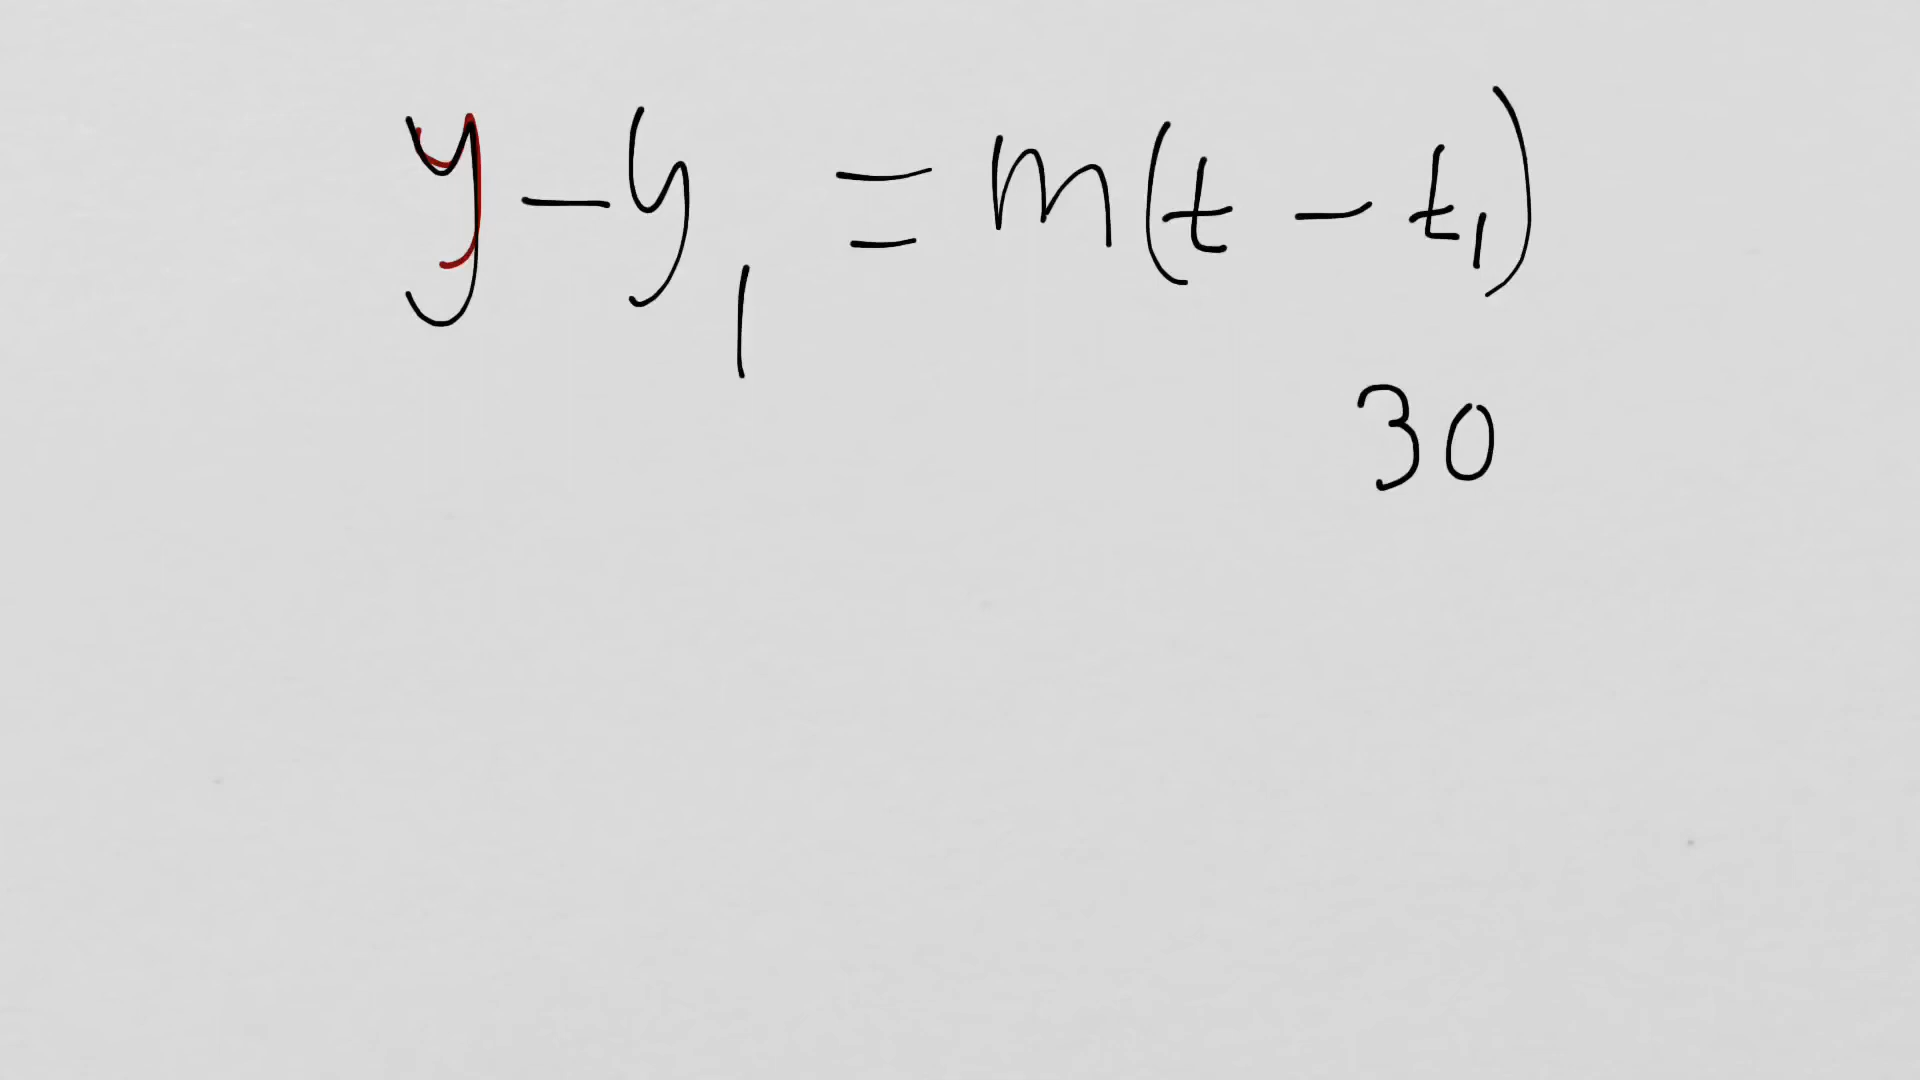 y - y₁ = m(t - t₁)
30